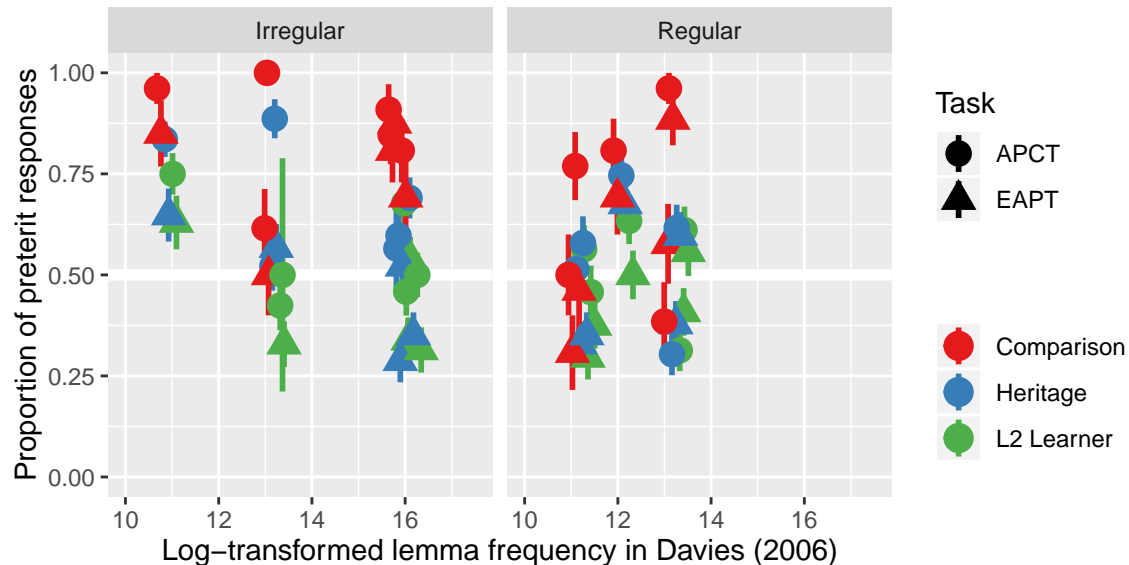 Irregular
Regular
Proportion of preterit responses
1.00
0.75
0.50
0.25
0.00
10
12
14
16
10
12
14
16
Log−transformed lemma frequency in Davies (2006)
Task
APCT
EAPT
Comparison
Heritage
L2 Learner